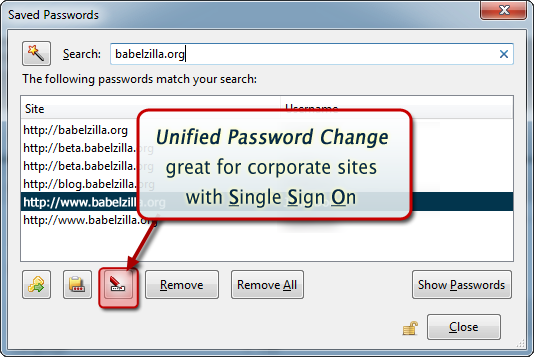 Saved Passwords
Search: babelzilla.org
The following passwords match your search:
Site Username
http://babelzilla.org
http://beta.babelzilla.org
http://beta.babelzilla.org
http://blog.babelzilla.org
http://www.babelzilla.org
http://www.babelzilla.org
Unified Password Change
great for corporate sites
with Single Sign On
Remove Remove All Show Passwords
Close